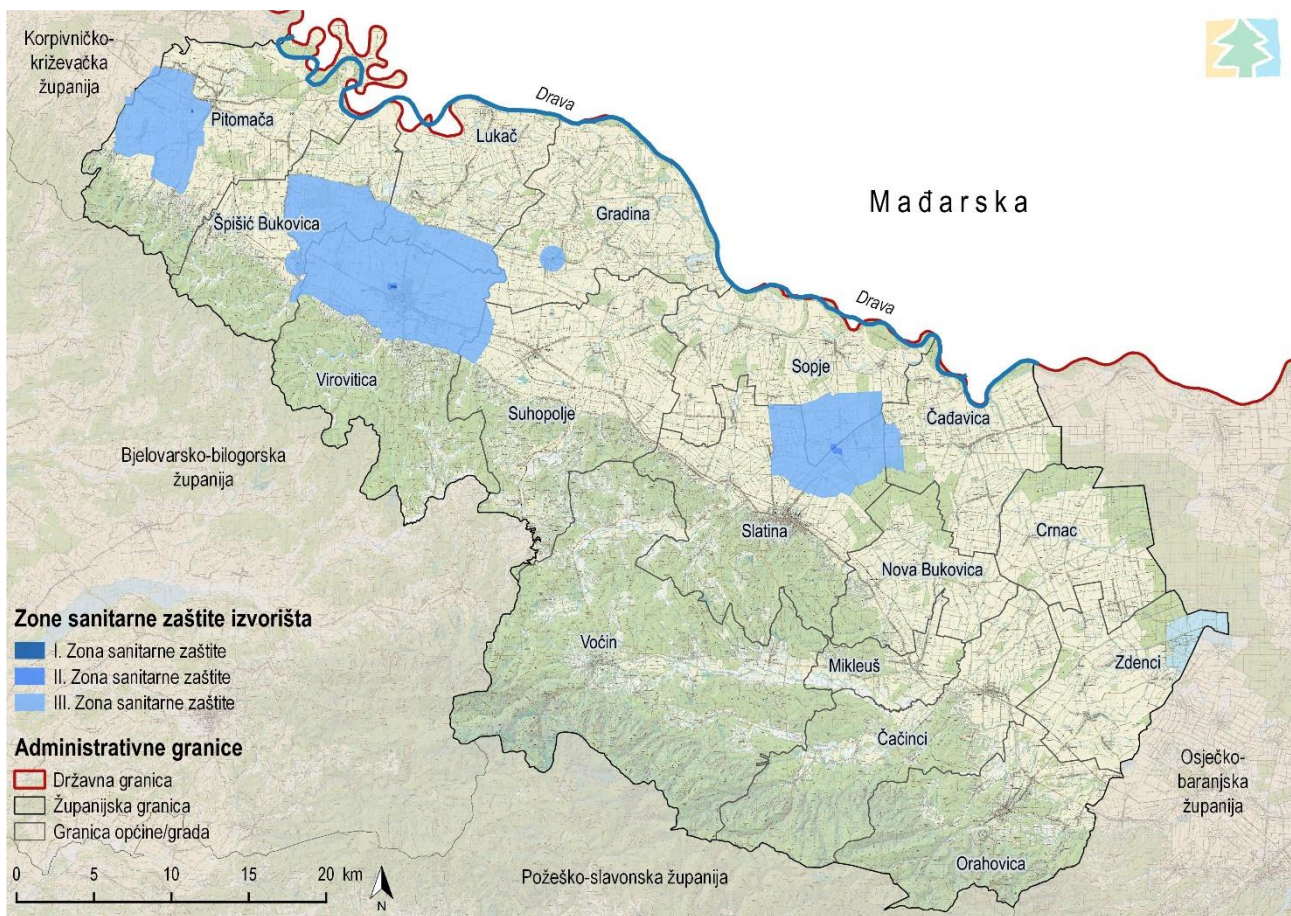 Korpivničko-
križevačka
županija
Pitomača
Drava
Lukač
Mađarska
Gradina
Špišić Bukovica
Drava
Sopje
Virovitica
Suhopolje
Čađavica
Bjelovarsko-bilogorska
županija
Slatina
Crnac
Nova Bukovica
Zone sanitarne zaštite izvorišta
I. Zona sanitarne zaštite
II. Zona sanitarne zaštite
III. Zona sanitarne zaštite
Voćin
Mikleuš
Zdenci
Čačinci
Administrativne granice
Državna granica
Županijska granica
Granica općine/grada
Osječko-
baranjska
županija
0 5 10 15 20 km
N
Požeško-slavonska županija
Orahovica